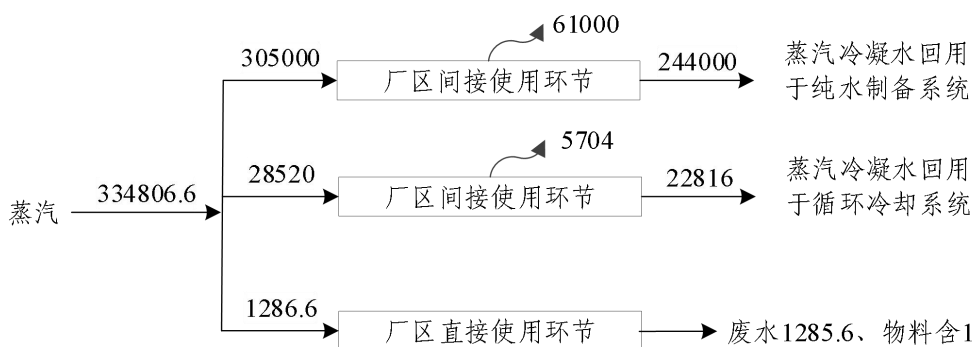 61000
305000
厂区间接使用环节
244000
蒸汽冷凝水回用
于纯水制备系统
5704
28520
厂区间接使用环节
22816
蒸汽冷凝水回用
于循环冷却系统
蒸汽
334806.6
1286.6
厂区直接使用环节
废水1285.6、物料含1